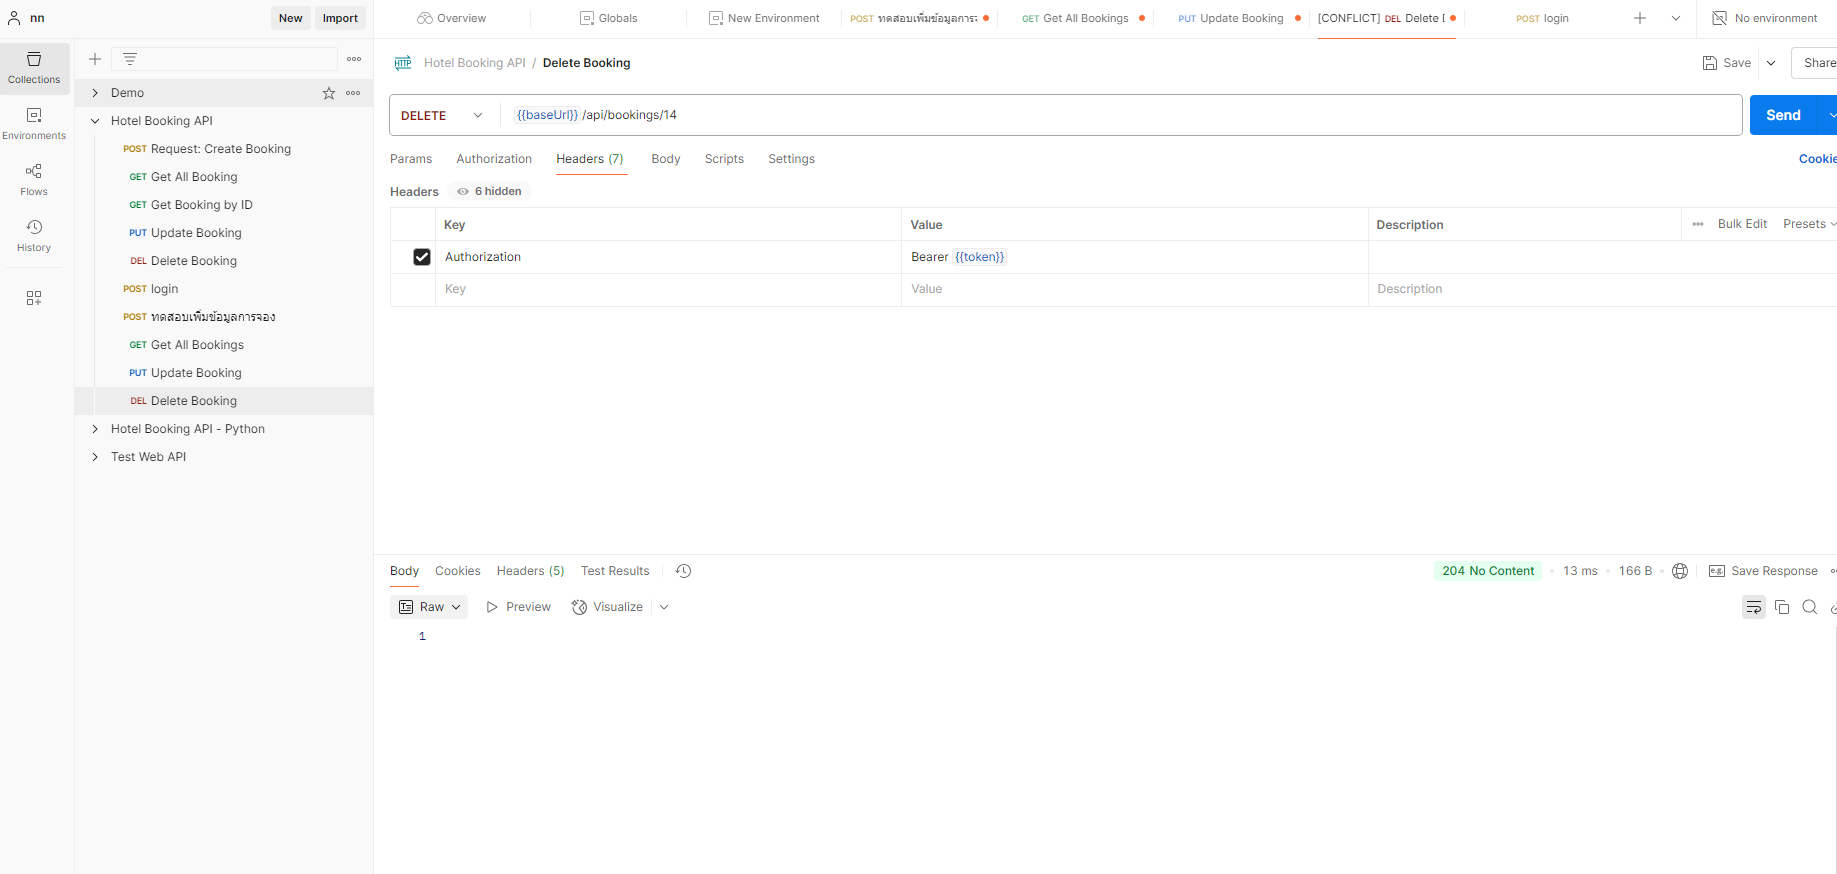 nn
New
Import
Overview
Globals
New Environment
POST ทดสอบเพิ่มข้อมูลการ
GET Get All Bookings
PUT Update Booking
[CONFLICT] DEL Delete
POST login
No environment
Collections
Environments
Flows
History
Demo
Hotel Booking API
POST Request: Create Booking
GET Get All Booking
GET Get Booking by ID
PUT Update Booking
DEL Delete Booking
POST login
POST ทดสอบเพิ่มข้อมูลการจอง
GET Get All Bookings
PUT Update Booking
DEL Delete Booking
Hotel Booking API - Python
Test Web API
HTTP Hotel Booking API / Delete Booking
Save
Share
DELETE {{baseUrl}}/api/bookings/14
Send
Params Authorization Headers (7) Body Scripts Settings
Cookie
Headers 6 hidden
Key Value Description Bulk Edit Presets
Authorization Bearer {{token}}
Key Value Description
Body Cookies Headers (5) Test Results
204 No Content • 13 ms • 166 B e.g. Save Response
Raw Preview Visualize
1